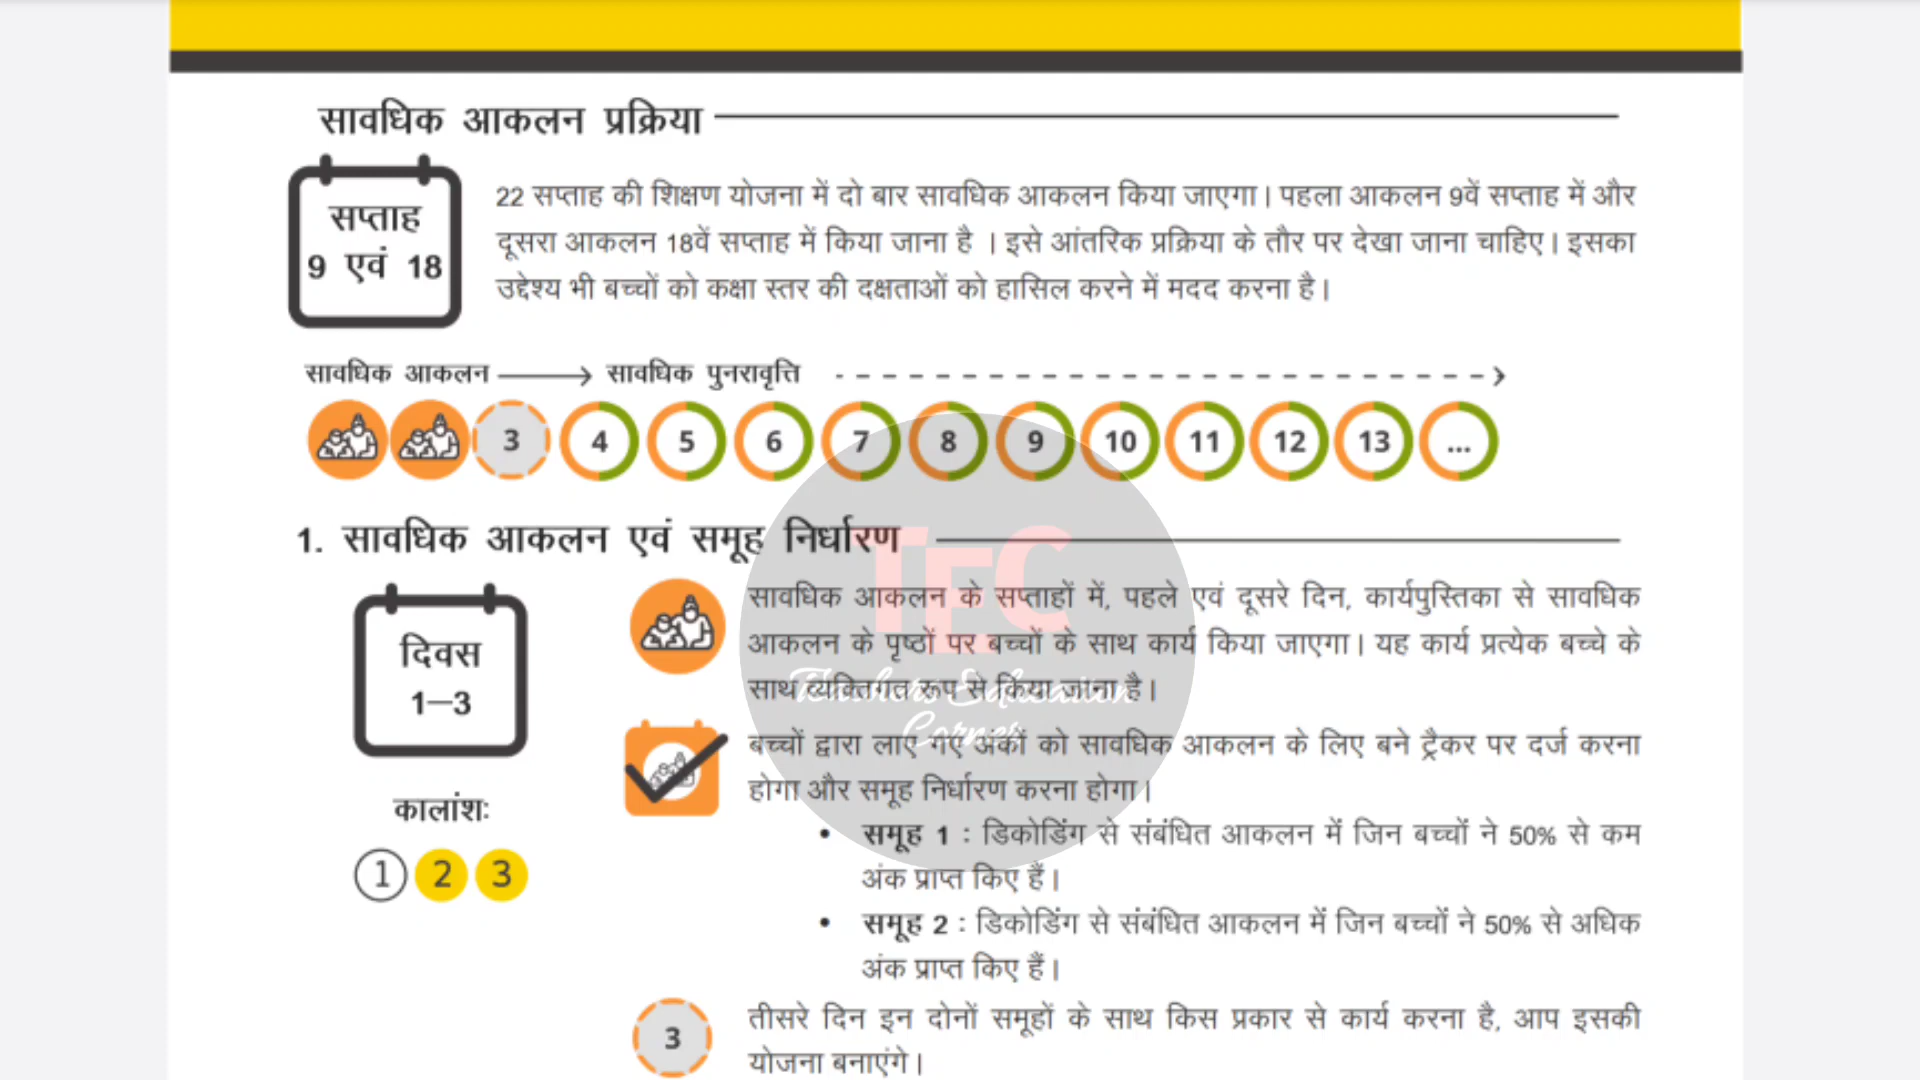 सावधिक आकलन प्रक्रिया
सप्ताह
9 एवं 18
22 सप्ताह की शिक्षण योजना में दो बार सावधिक आकलन किया जाएगा। पहला आकलन 9वें सप्ताह में और
दूसरा आकलन 18वें सप्ताह में किया जाना है । इसे आंतरिक प्रक्रिया के तौर पर देखा जाना चाहिए। इसका
उद्देश्य भी बच्चों को कक्षा स्तर की दक्षताओं को हासिल करने में मदद करना है।
सावधिक आकलन सावधिक पुनरावृत्ति
3 4 5 6 7 8 9 10 11 12 13 ...
1. सावधिक आकलन एवं समूह निर्धारण
दिवस
1–3
कालांशः
1 2 3
सावधिक आकलन के सप्ताहों में, पहले एवं दूसरे दिन, कार्यपुस्तिका से सावधिक
आकलन के पृष्ठों पर बच्चों के साथ कार्य किया जाएगा। यह कार्य प्रत्येक बच्चे के
साथ व्यक्तिगत रूप से किया जाना है।
बच्चों द्वारा लाए गए अंकों को सावधिक आकलन के लिए बने ट्रैकर पर दर्ज करना
होगा और समूह निर्धारण करना होगा।
• समूह 1 : डिकोडिंग से संबंधित आकलन में जिन बच्चों ने 50% से कम
अंक प्राप्त किए हैं।
• समूह 2 : डिकोडिंग से संबंधित आकलन में जिन बच्चों ने 50% से अधिक
अंक प्राप्त किए हैं।
3
तीसरे दिन इन दोनों समूहों के साथ किस प्रकार से कार्य करना है, आप इसकी
योजना बनाएंगे।
TEC
Teachers Education
Corner